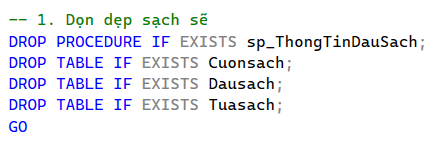 -- 1. Dọn dẹp sạch sẽ
DROP PROCEDURE IF EXISTS sp_ThongTinDauSach;
DROP TABLE IF EXISTS Cuonsach;
DROP TABLE IF EXISTS Dausach;
DROP TABLE IF EXISTS Tuasach;
GO